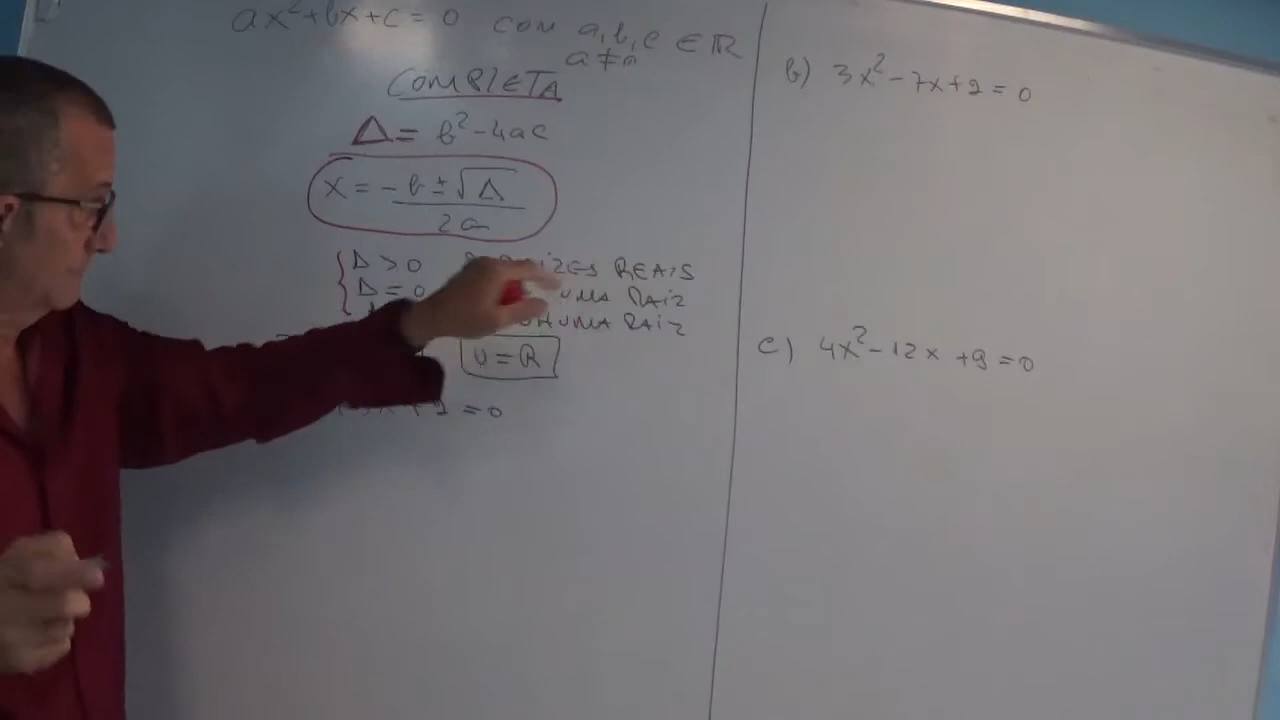 ax²+bx+c=0 com a,b,c ∈ ℝ
a≠0
COMPLETA
Δ = b²-4ac
x = -b ± √Δ
2a
Δ > 0 REAIS
Δ = 0 UMA RAIZ
RAIZ
U = ℝ
= 0
b) 3x² - 7x + 2 = 0
c) 4x² - 12x + 9 = 0